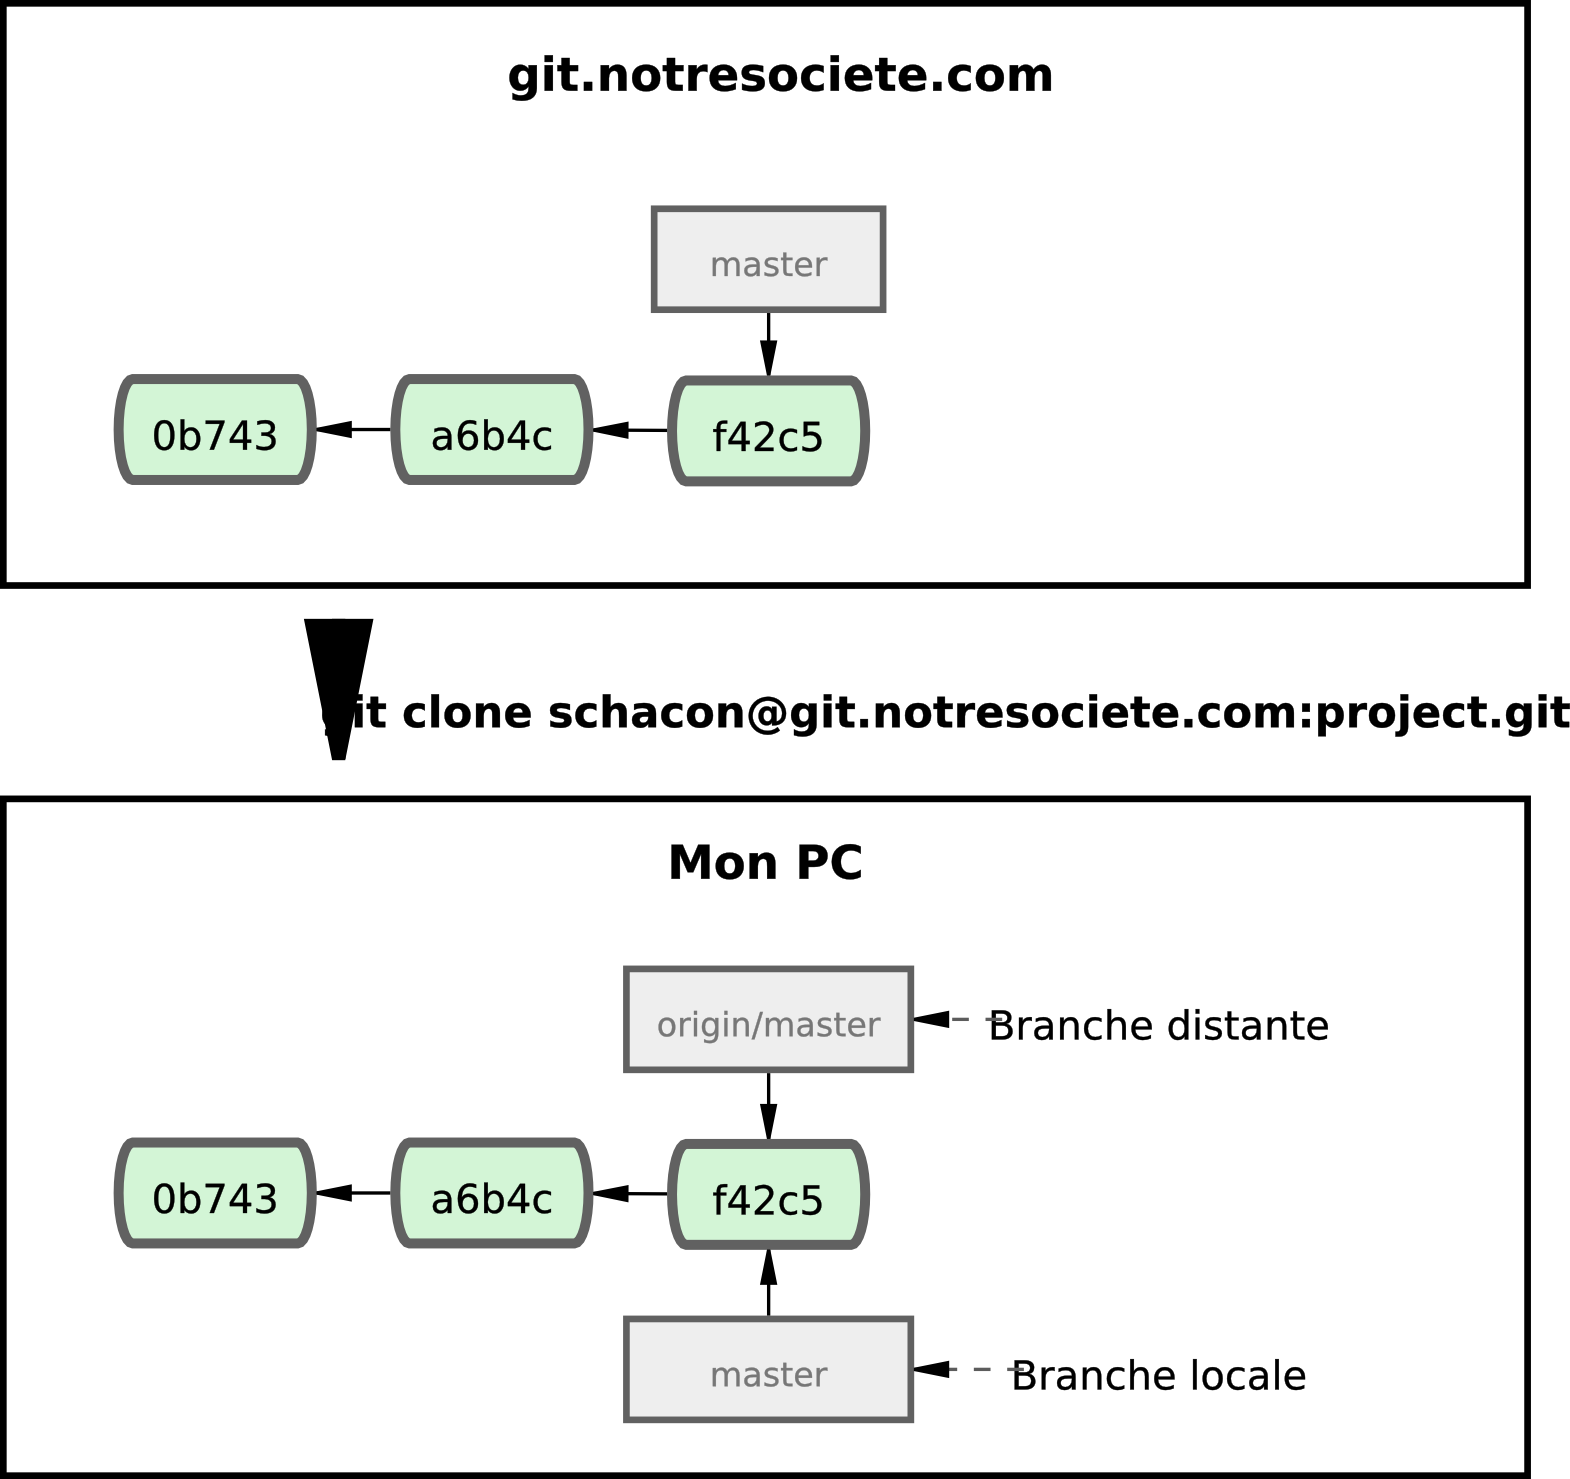 git.notresociete.com
master
0b743
a6b4c
f42c5
git clone schacon@git.notresociete.com:project.git
Mon PC
origin/master
Branche distante
0b743
a6b4c
f42c5
master
Branche locale